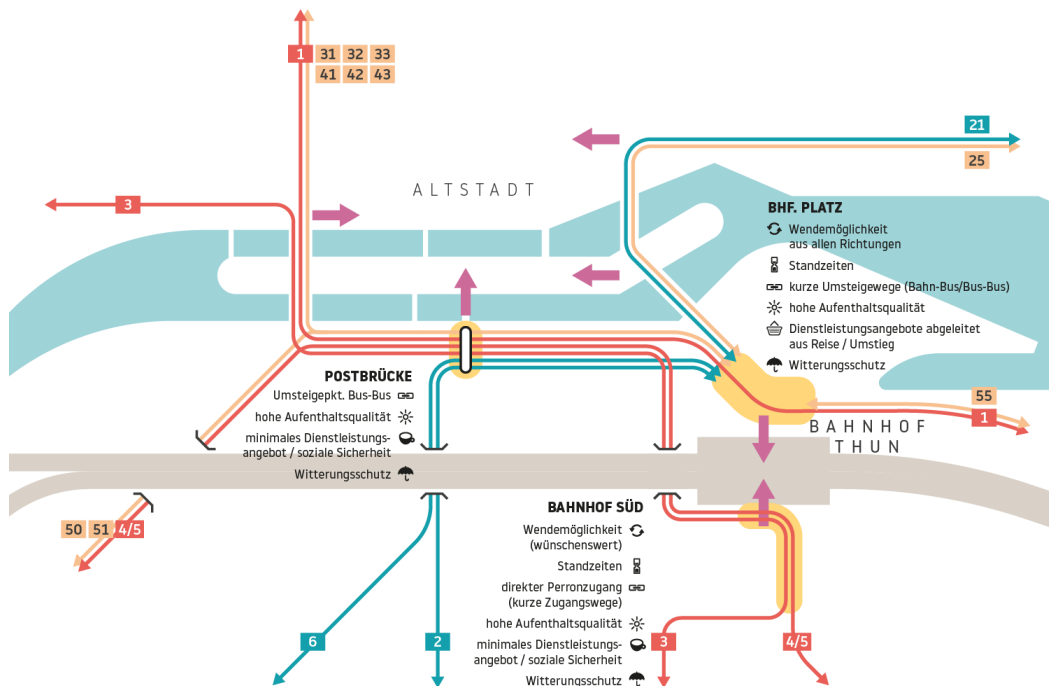 1 31 32 33
41 42 43
21
25
3
ALTSTADT
BHF. PLATZ
Wendemöglichkeit
aus allen Richtungen
Standzeiten
kurze Umsteigewege (Bahn-Bus/Bus-Bus)
hohe Aufenthaltsqualität
Dienstleistungsangebote abgeleitet
aus Reise / Umstieg
Witterungsschutz
POSTBRÜCKE
Umsteigepkt. Bus-Bus
hohe Aufenthaltsqualität
minimales Dienstleistungs-
angebot / soziale Sicherheit
Witterungsschutz
55
1
BAHNHOF
THUN
50 51 4/5
BAHNHOF SÜD
Wendemöglichkeit
(wünschenswert)
Standzeiten
direkter Perronzugang
(kurze Zugangswege)
hohe Aufenthaltsqualität
minimales Dienstleistungs-
angebot / soziale Sicherheit
Witterungsschutz
6
2
3
4/5